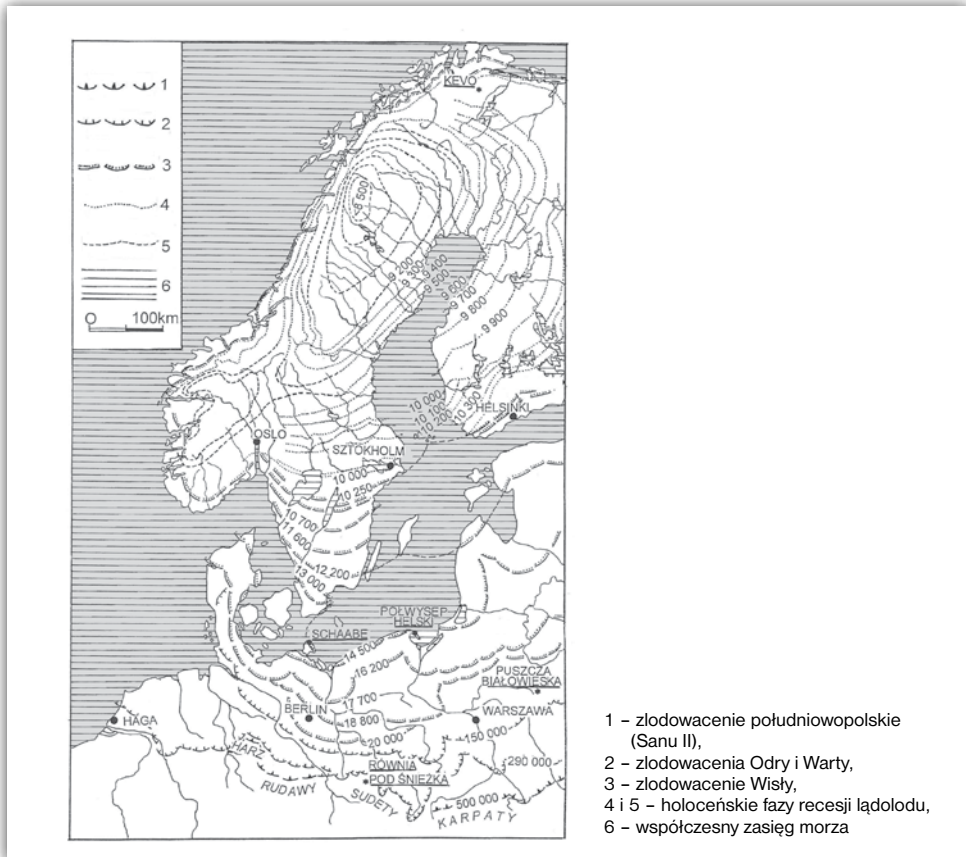 1
2
3
4
5
6
O 100km
KEVO
8 500
9 100
9 300
9 400
9 500
9 600
9 700
9 800
9 900
10 000
10 100
10 200
10 300
HELSINKI
OSLO
SZTOKHOLM
10 000
10 250
10 700
11 600
12 200
13 000
PÓŁWYSEP
HELSKI
SCHAABE
14 500
16 200
PUSZCZA
BIAŁOWIESKA
17 700
BERLIN
WARSZAWA
HAGA
18 800
20 000
150 000
HARZ
RÓWNIA
POD ŚNIEŻKĄ
290 000
RUDAWY
SUDETY
500 000
KARPATY
1 – zlodowacenie południowopolskie
(Sanu II),
2 – zlodowacenia Odry i Warty,
3 – zlodowacenie Wisły,
4 i 5 – holoceńskie fazy recesji lądolodu,
6 – współczesny zasięg morza